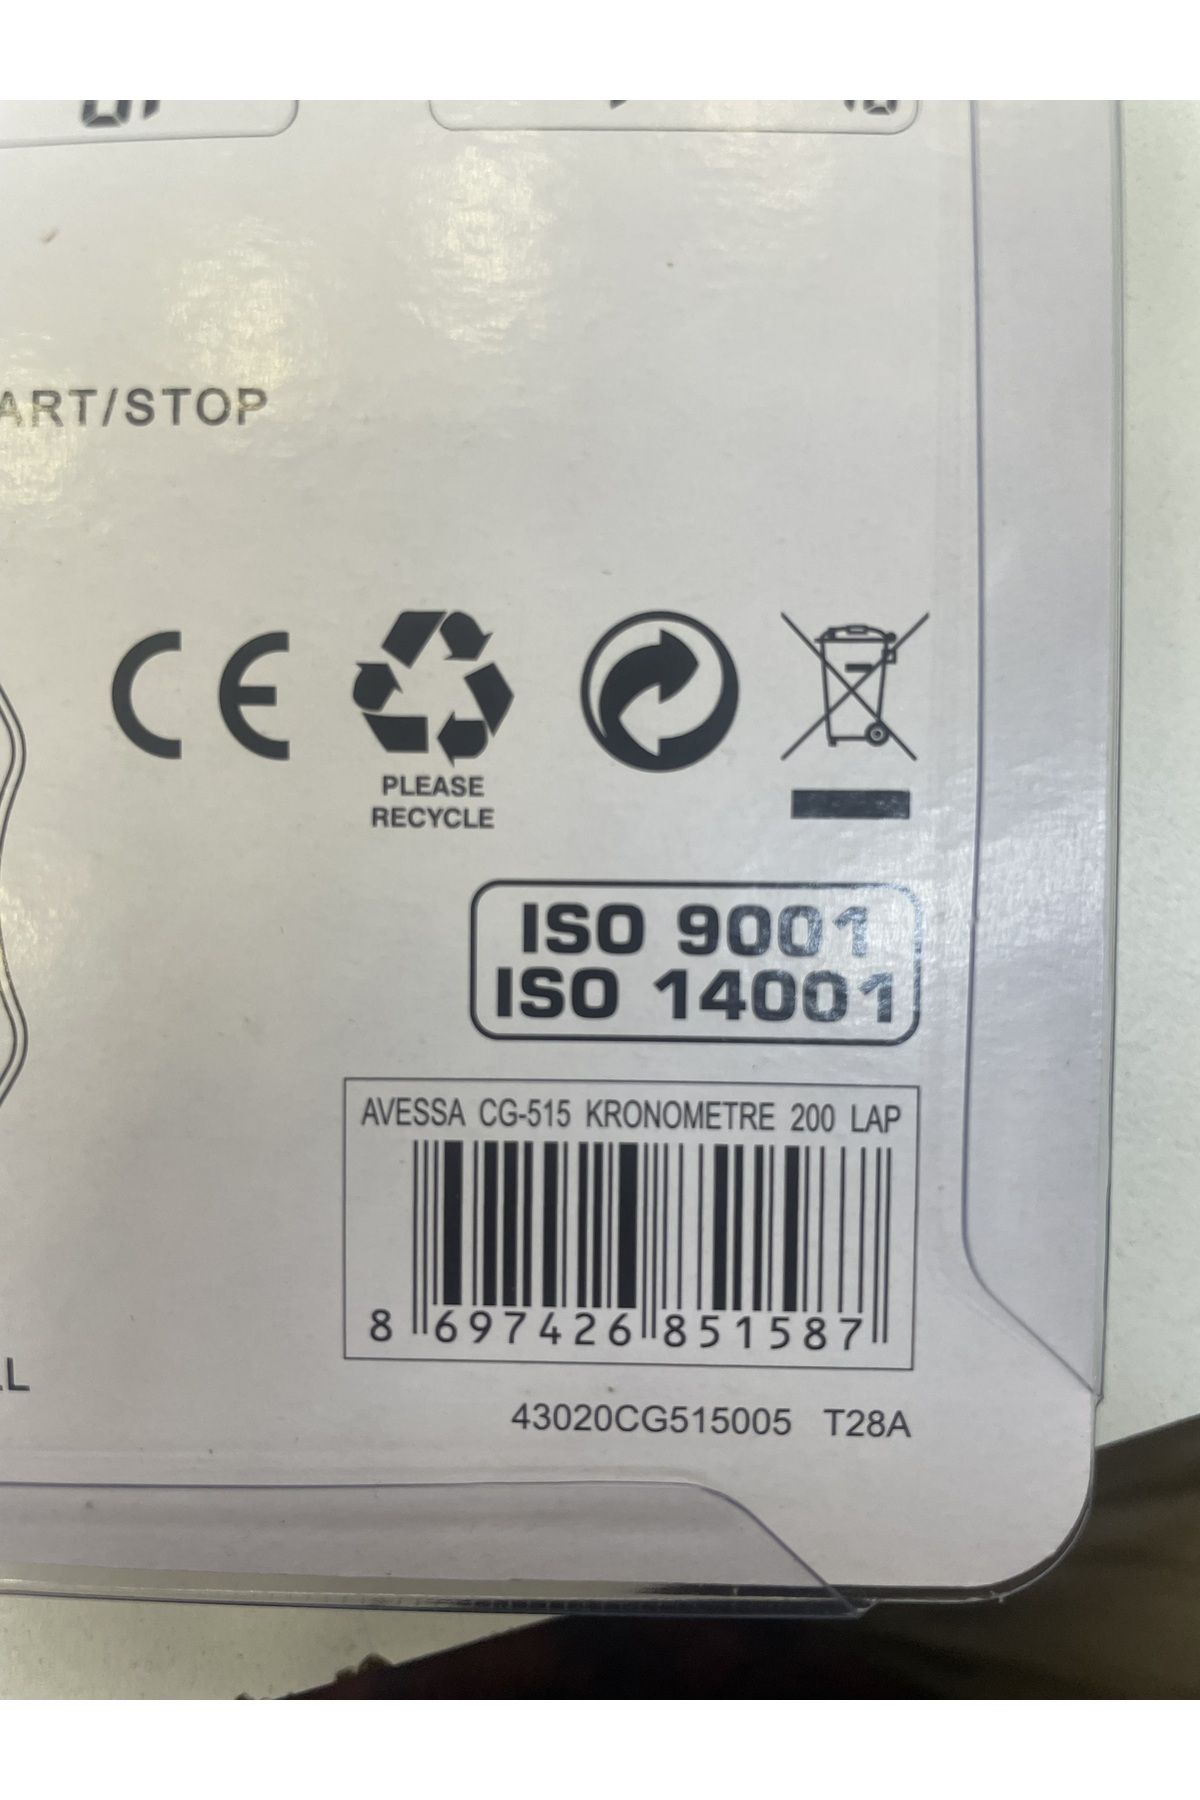 ART/STOP
CE
PLEASE
RECYCLE
ISO 9001
ISO 14001
AVESSA CG-515 KRONOMETRE 200 LAP
8 697426 851587
LL
43020CG515005 T28A